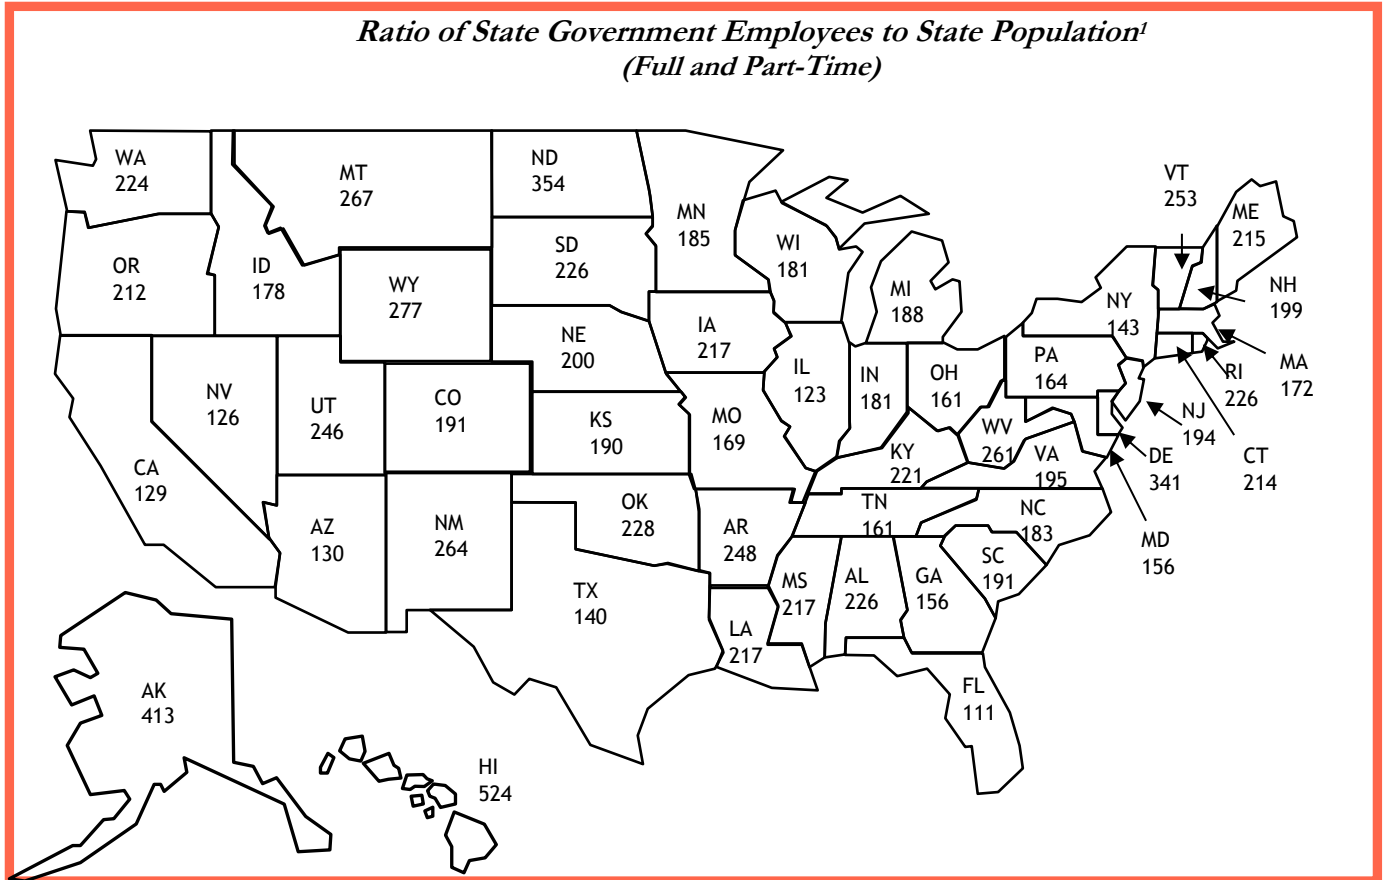 Ratio of State Government Employees to State Population¹
(Full and Part-Time)
WA
224
MT
267
ND
354
MN
185
VT
253
ME
215
OR
212
ID
178
WY
277
SD
226
WI
181
MI
188
NY
143
NH
199
NV
126
UT
246
CO
191
NE
200
IA
217
IL
123
IN
181
OH
161
PA
164
MA
172
RI
226
CA
129
KS
190
MO
169
KY
221
WV
261
VA
195
NJ
194
DE
341
CT
214
AZ
130
NM
264
OK
228
AR
248
TN
161
NC
183
MD
156
TX
140
LA
217
MS
217
AL
226
GA
156
SC
191
AK
413
HI
524
FL
111